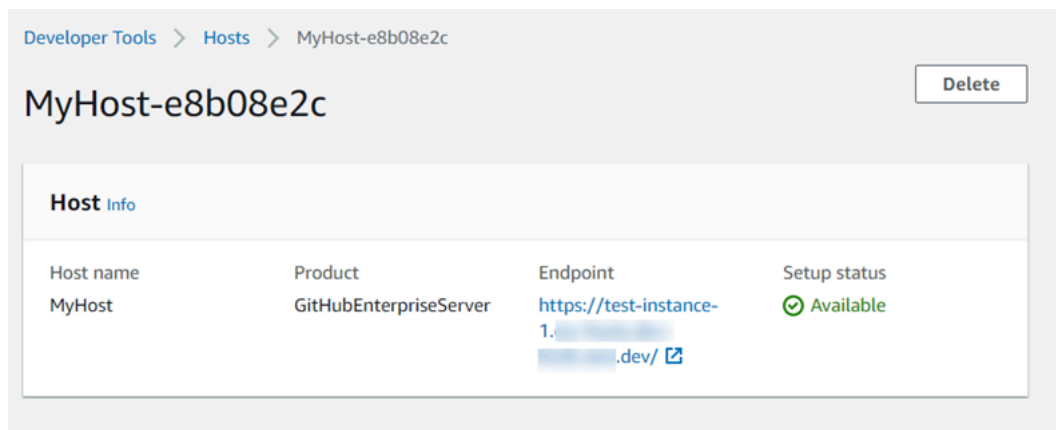 Developer Tools > Hosts > MyHost-e8b08e2c
MyHost-e8b08e2c
Delete
Host Info
Host name Product Endpoint Setup status
MyHost GitHubEnterpriseServer https://test-instance- Available
1.
.dev/